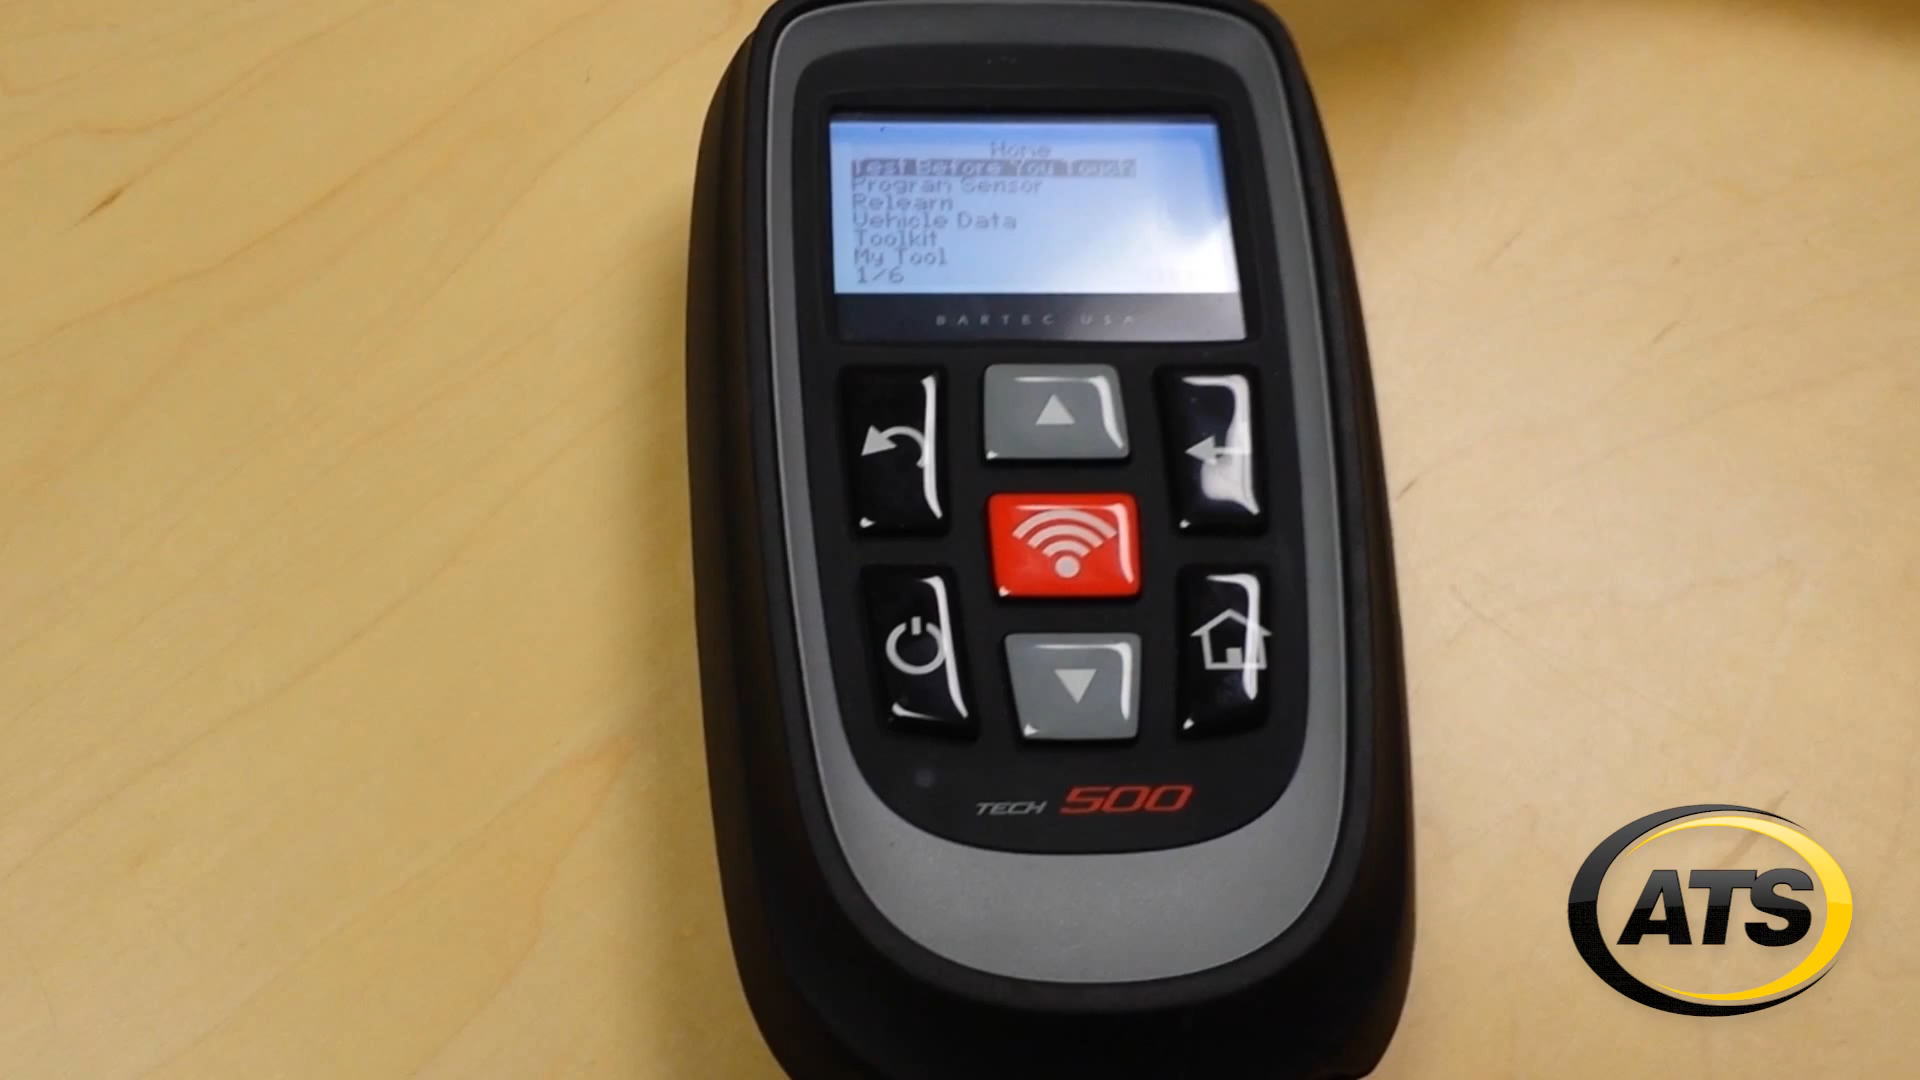 Home
Test Before You Touch
Program Sensor
Relearn
Vehicle Data
Toolkit
My Tool
1/6
BARTEC USA
TECH 500
ATS